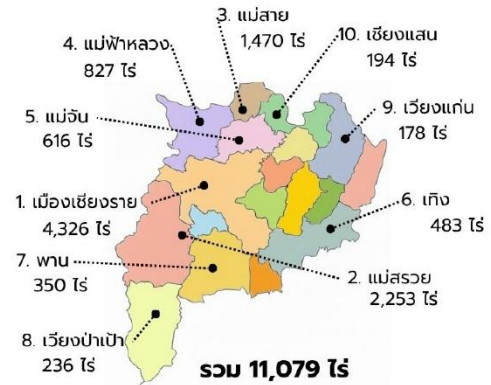 3. แม่สาย
1,470 ไร่
4. แม่ฟ้าหลวง
827 ไร่
10. เชียงแสน
194 ไร่
5. แม่จัน
616 ไร่
9. เวียงแก่น
178 ไร่
1. เมืองเชียงราย
4,326 ไร่
6. เทิง
483 ไร่
7. พาน
350 ไร่
2. แม่สรวย
2,253 ไร่
8. เวียงป่าเป้า
236 ไร่
รวม 11,079 ไร่